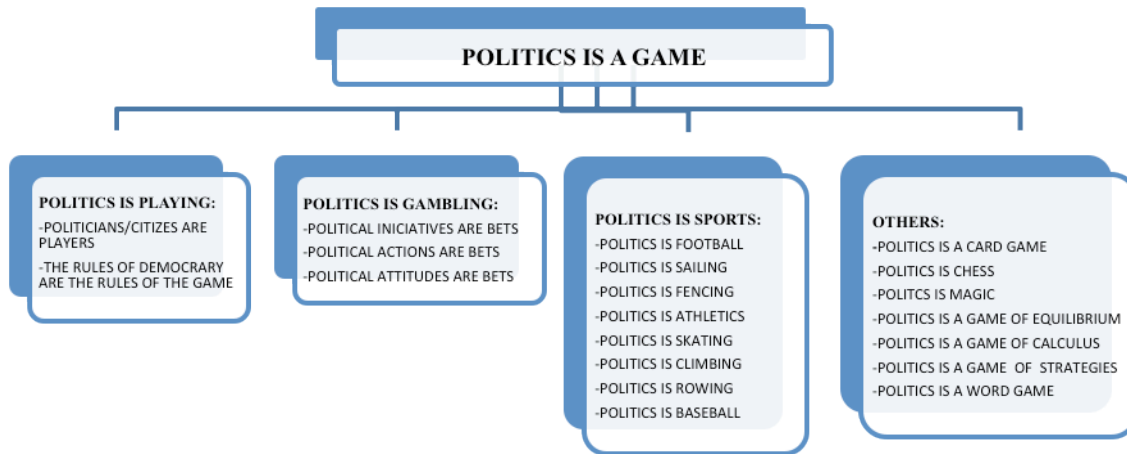 POLITICS IS A GAME
POLITICS IS PLAYING:
-POLITICIANS/CITIZES ARE
PLAYERS
-THE RULES OF DEMOCRARY
ARE THE RULES OF THE GAME
POLITICS IS GAMBLING:
-POLITICAL INICIATIVES ARE BETS
-POLITICAL ACTIONS ARE BETS
-POLITICAL ATTITUDES ARE BETS
POLITICS IS SPORTS:
-POLITICS IS FOOTBALL
-POLITICS IS SAILING
-POLITICS IS FENCING
-POLITICS IS ATHLETICS
-POLITICS IS SKATING
-POLITICS IS CLIMBING
-POLITICS IS ROWING
-POLITICS IS BASEBALL
OTHERS:
-POLITICS IS A CARD GAME
-POLITICS IS CHESS
-POLITCS IS MAGIC
-POLITICS IS A GAME OF EQUILIBRIUM
-POLITICS IS A GAME OF CALCULUS
-POLITICS IS A GAME OF STRATEGIES
-POLITICS IS A WORD GAME